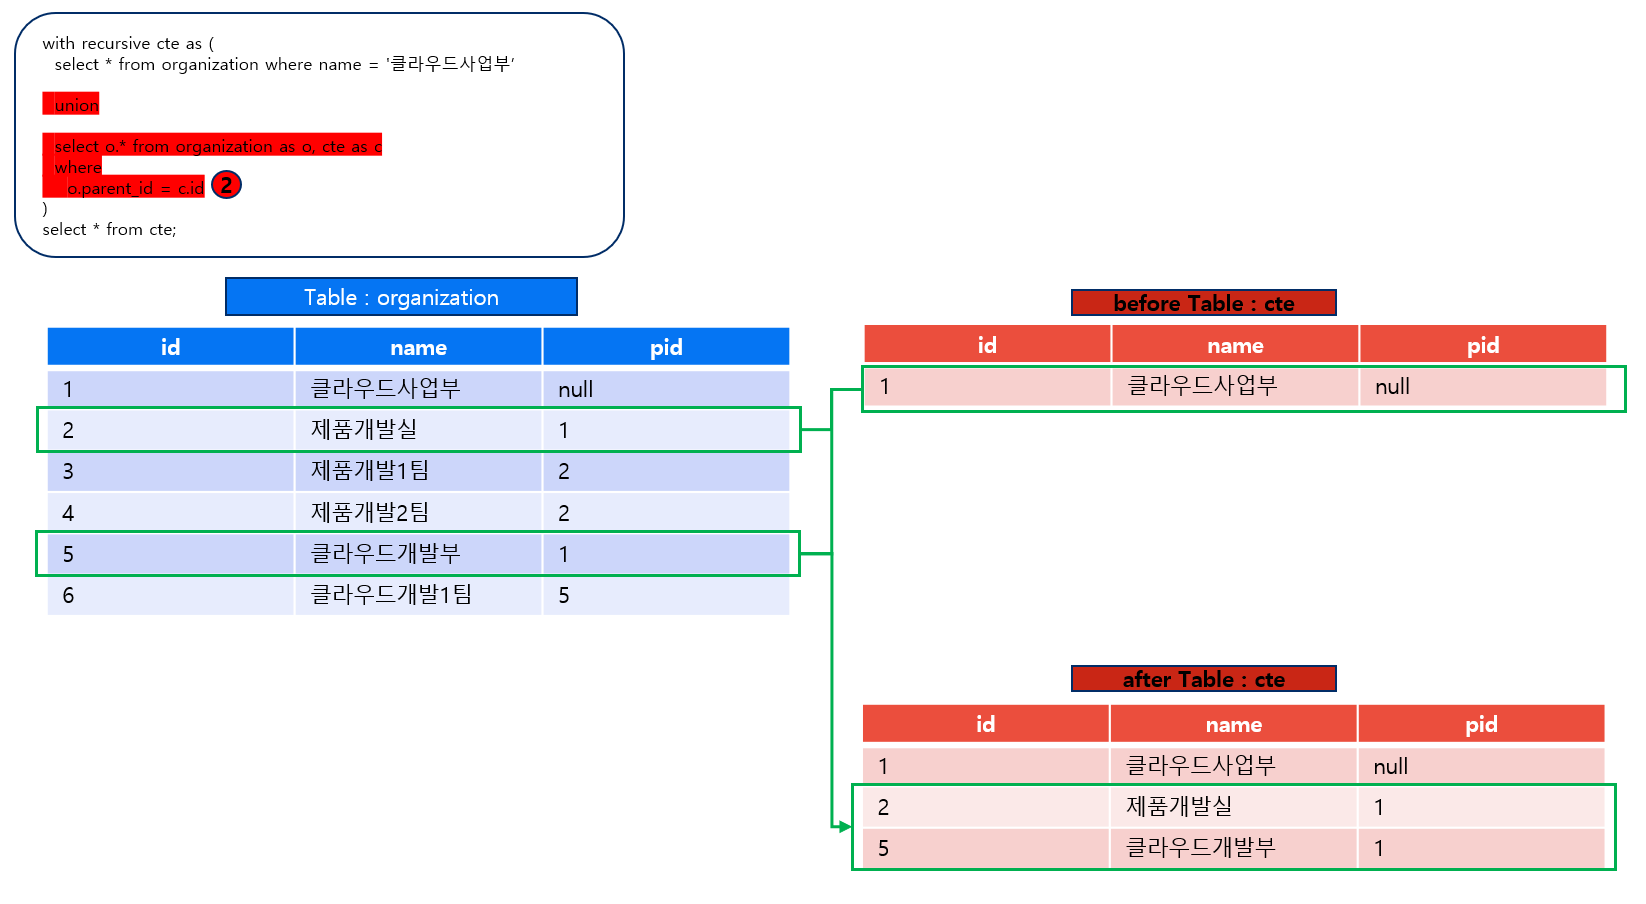 with recursive cte as (
select * from organization where name = '클라우드사업부’
union
select o.* from organization as o, cte as c
where
o.parent_id = c.id 2
)
select * from cte;
Table : organization
id name pid
1 클라우드사업부 null
2 제품개발실 1
3 제품개발1팀 2
4 제품개발2팀 2
5 클라우드개발부 1
6 클라우드개발1팀 5
before Table : cte
id name pid
1 클라우드사업부 null
after Table : cte
id name pid
1 클라우드사업부 null
2 제품개발실 1
5 클라우드개발부 1